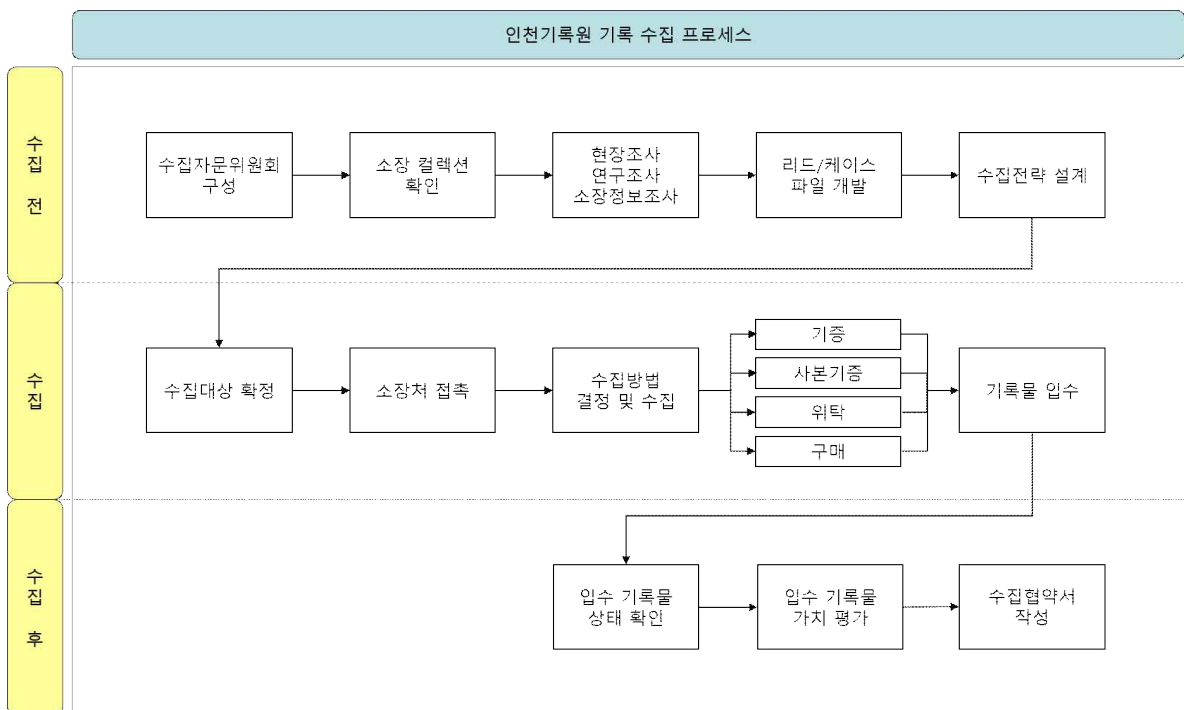 인천기록원 기록 수집 프로세스
수집 전
수집자문위원회
구성
소장 컬렉션
확인
현장조사
연구조사
소장정보조사
리드/케이스
파일 개발
수집전략 설계
수집
수집대상 확정
소장처 접촉
수집방법
결정 및 수집
기증
사본기증
위탁
구매
기록물 입수
수집 후
입수 기록물
상태 확인
입수 기록물
가치 평가
수집협약서
작성